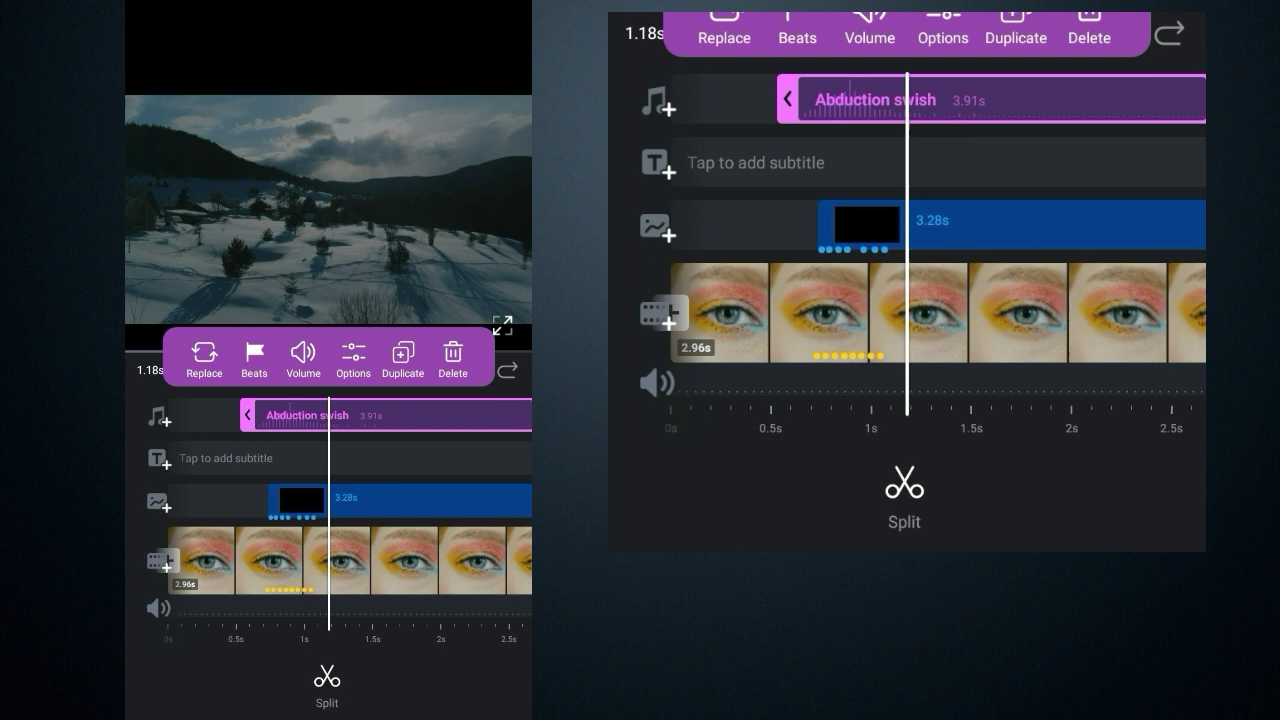 1.18s
Replace Beats Volume Options Duplicate Delete
Abduction swish 3.91s
Tap to add subtitle
3.28s
2.96s
0s 0.5s 1s 1.5s 2s 2.5s
Split
1.18s
Replace Beats Volume Options Duplicate Delete
Abduction swish 3.91s
Tap to add subtitle
3.28s
2.96s
0s 0.5s 1s 1.5s 2s 2.5s
Split